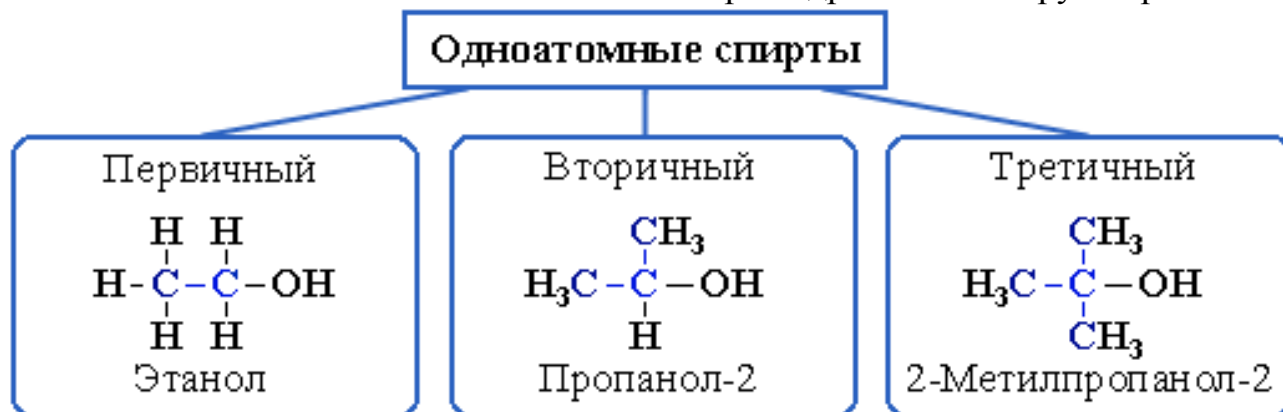 Одноатомные спирты
Первичный
H H
H-C-C-OH
H H
Этанол
Вторичный
CH₃
H₃C-C-OH
H
Пропанол-2
Третичный
CH₃
H₃C-C-OH
CH₃
2-Метилпропанол-2